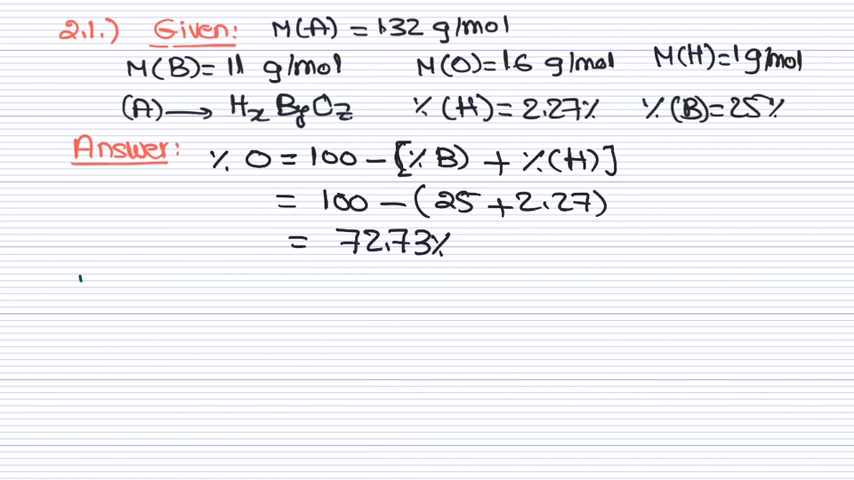 2.1.) Given: M(A) = 132 g/mol
M(B) = 11 g/mol M(O) = 16 g/mol M(H) = 1 g/mol
(A) → HxByOz %(H) = 2.27% %(B) = 25%
Answer: % O = 100 - [% B) + %(H)]
= 100 - (25 + 2.27)
= 72.73%